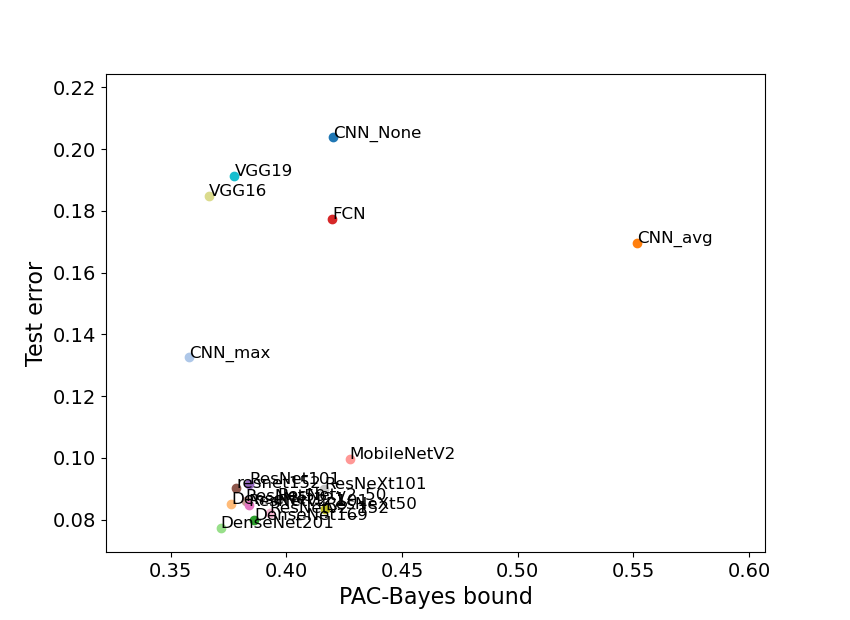 0.22
0.20
0.18
0.16
0.14
0.12
0.10
0.08
Test error
CNN_None
VGG19
VGG16
FCN
CNN_avg
CNN_max
MobileNetV2
ResNet101
resnet152
ResNeXt101
ResNeXt50
DenseNet169
DenseNet201
0.35
0.40
0.45
0.50
0.55
0.60
PAC-Bayes bound